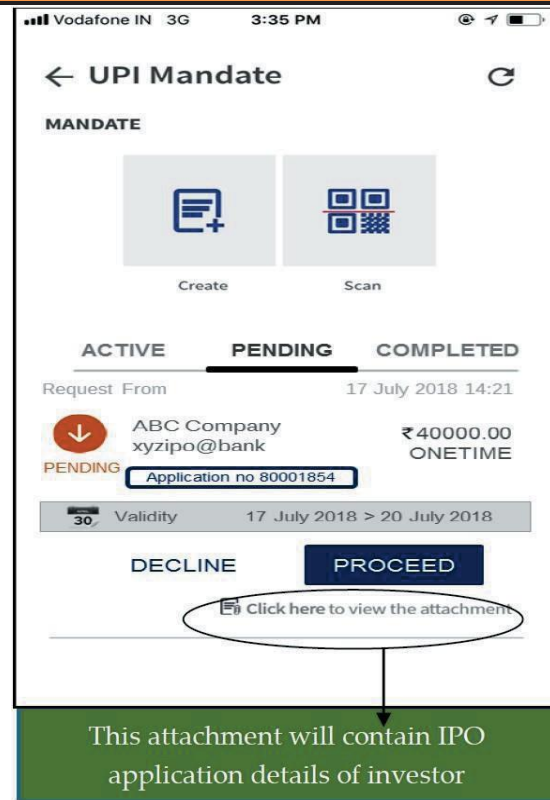 Vodafone IN 3G 3:35 PM
← UPI Mandate
MANDATE
Create Scan
ACTIVE PENDING COMPLETED
Request From 17 July 2018 14:21
ABC Company ₹40000.00
xyzipo@bank ONETIME
PENDING
Application no 80001854
30 Validity 17 July 2018 > 20 July 2018
DECLINE PROCEED
Click here to view the attachment
This attachment will contain IPO
application details of investor